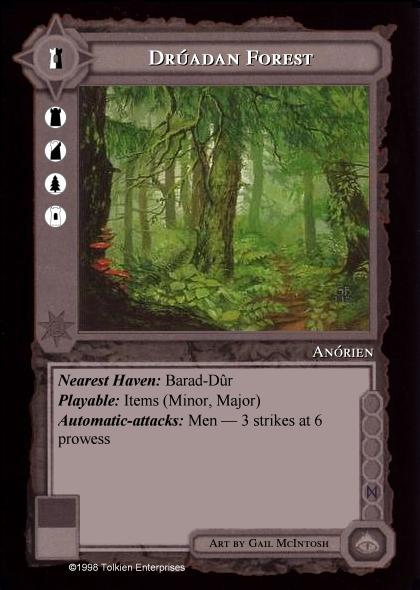 DRÚADAN FOREST
ANÓRIEN
Nearest Haven: Barad-Dûr
Playable: Items (Minor, Major)
Automatic-attacks: Men — 3 strikes at 6
prowess
ART BY GAIL MCINTOSH
©1998 Tolkien Enterprises